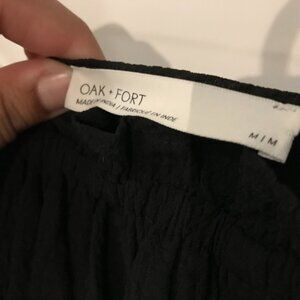 OAK + FORT
MADE IN INDIA / FABRIQUÉ EN INDE
M / M